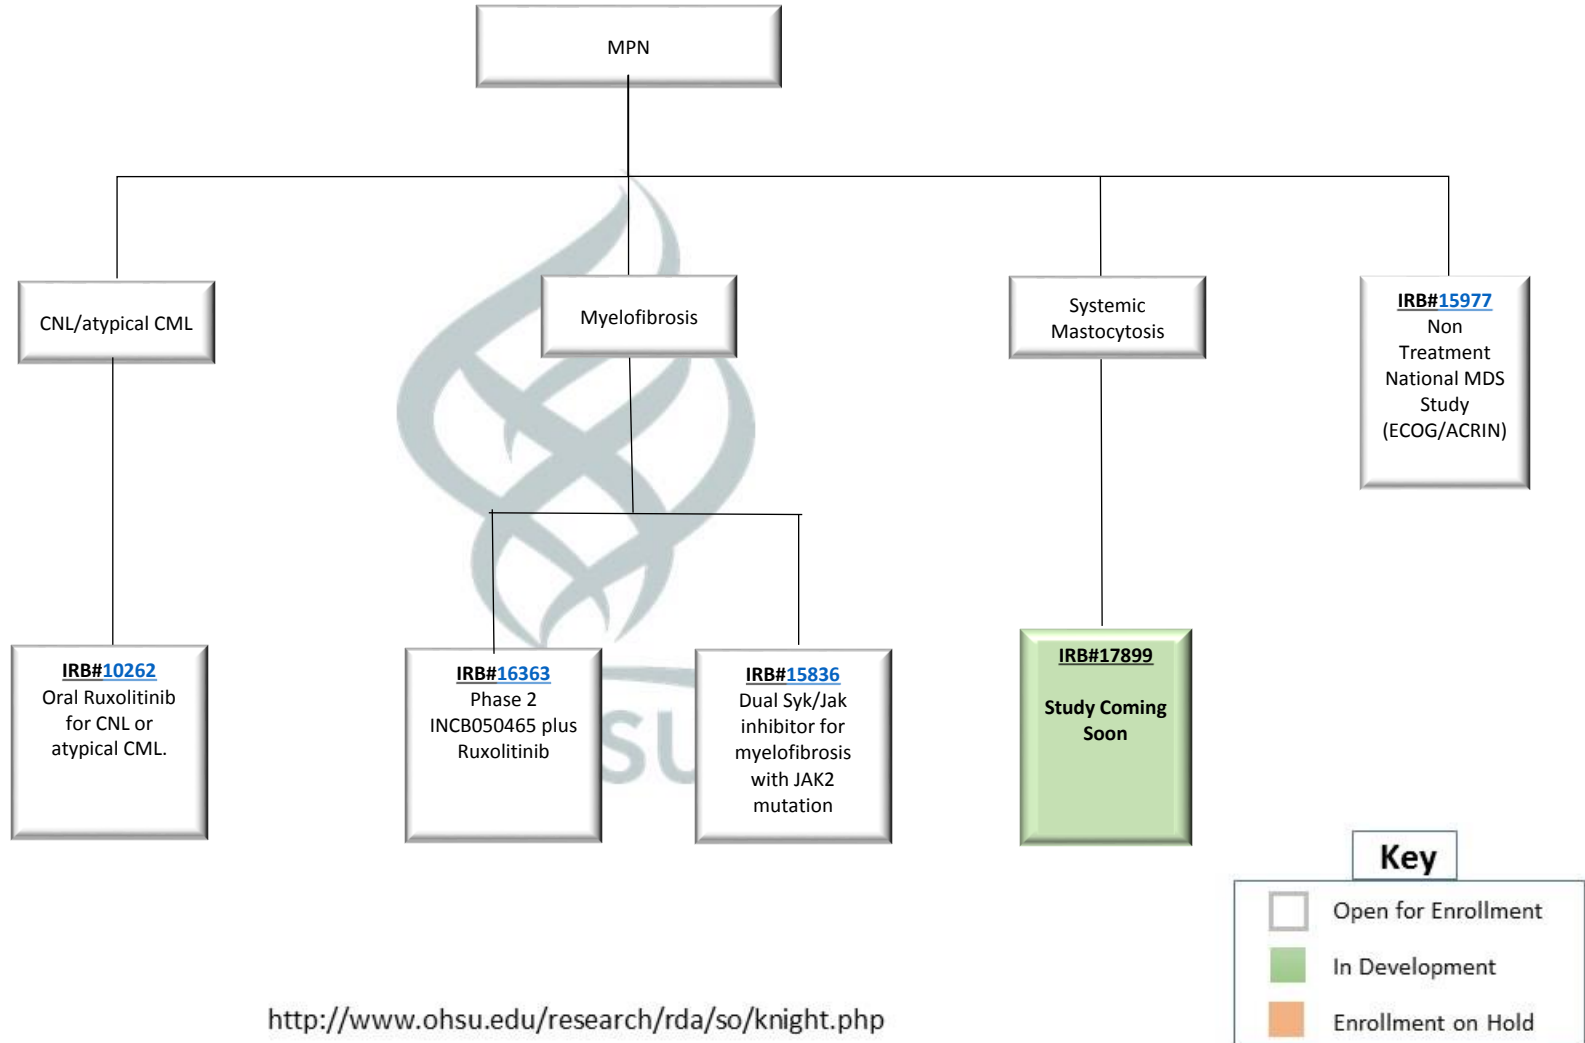 MPN
CNL/atypical CML
Myelofibrosis
Systemic
Mastocytosis
IRB#15977
Non
Treatment
National MDS
Study
(ECOG/ACRIN)
IRB#10262
Oral Ruxolitinib
for CNL or
atypical CML.
IRB#16363
Phase 2
INCB050465 plus
Ruxolitinib
IRB#15836
Dual Syk/Jak
inhibitor for
myelofibrosis
with JAK2
mutation
IRB#17899
Study Coming
Soon
SU
Key
Open for Enrollment
In Development
Enrollment on Hold
http://www.ohsu.edu/research/rda/so/knight.php